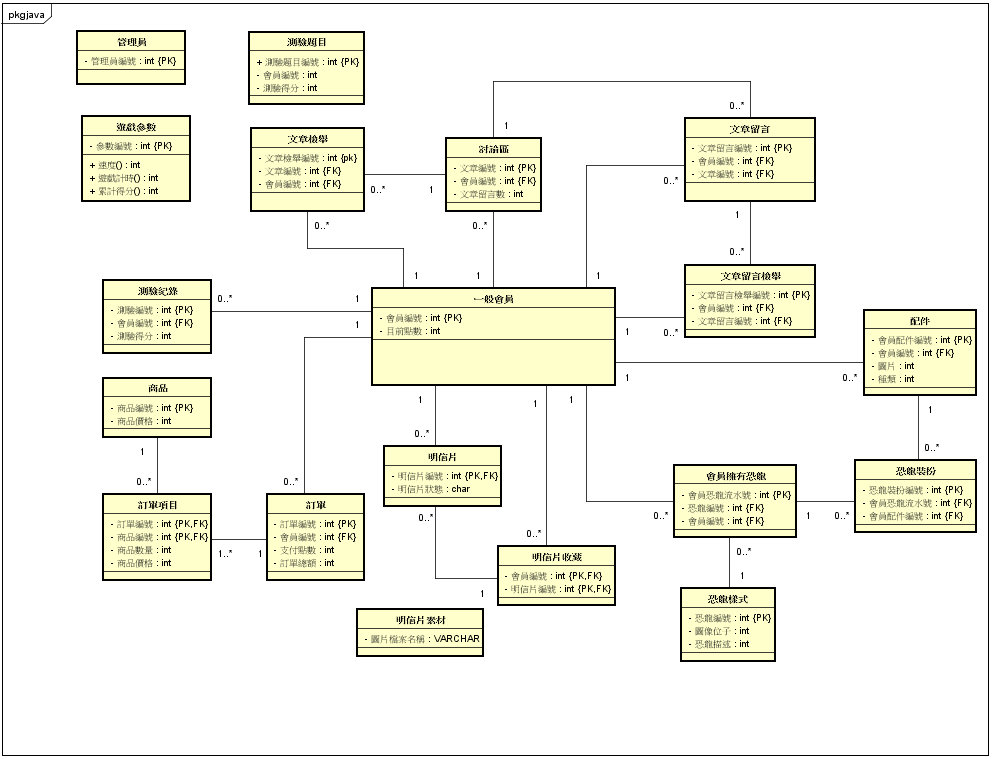 pkgjava
管理員
- 管理員編號 : int {PK}
測驗題目
+ 測驗題目編號 : int {PK}
- 會員編號 : int
- 測驗得分 : int
遊戲參數
- 參數編號 : int {PK}
+ 速度() : int
+ 遊戲計時() : int
+ 累計得分() : int
文章檢舉
- 文章檢舉編號 : int {pk}
- 文章編號 : int {FK}
- 會員編號 : int {FK}
0..*
1
討論區
- 文章編號 : int {PK}
- 會員編號 : int {FK}
- 文章留言數 : int
1
0..*
文章留言
- 文章留言編號 : int {PK}
- 會員編號 : int {FK}
- 文章編號 : int {FK}
0..*
0..*
0..*
1
0..*
1
1
1
文章留言檢舉
- 文章留言檢舉編號 : int {PK}
- 會員編號 : int {FK}
- 文章留言編號 : int {FK}
測驗紀錄
- 測驗編號 : int {PK}
- 會員編號 : int {FK}
- 測驗得分 : int
0..*
1
1
一般會員
- 會員編號 : int {PK}
- 目前點數 : int
1
0..*
1
0..*
配件
- 會員配件編號 : int {PK}
- 會員編號 : int {FK}
- 圖片 : int
- 種類 : int
商品
- 商品編號 : int {PK}
- 商品價格 : int
1
0..*
1
1
1
1
0..*
0..*
0..*
明信片
- 明信片編號 : int {PK,FK}
- 明信片狀態 : char
會員擁有恐龍
- 會員恐龍流水號 : int {PK}
- 恐龍編號 : int {FK}
- 會員編號 : int {FK}
恐龍裝扮
- 恐龍裝扮編號 : int {PK}
- 會員恐龍流水號 : int {FK}
- 會員配件編號 : int {FK}
訂單項目
- 訂單編號 : int {PK,FK}
- 商品編號 : int {PK,FK}
- 商品數量 : int
- 商品價格 : int
1..*
1
訂單
- 訂單編號 : int {PK}
- 會員編號 : int {FK}
- 支付點數 : int
- 訂單總額 : int
0..*
0..*
0..*
1
0..*
明信片收藏
- 會員編號 : int {PK,FK}
- 明信片編號 : int {PK,FK}
1
0..*
1
明信片素材
- 圖片檔案名稱 : VARCHAR
恐龍樣式
- 恐龍編號 : int {PK}
- 圖像位子 : int
- 恐龍描述 : int